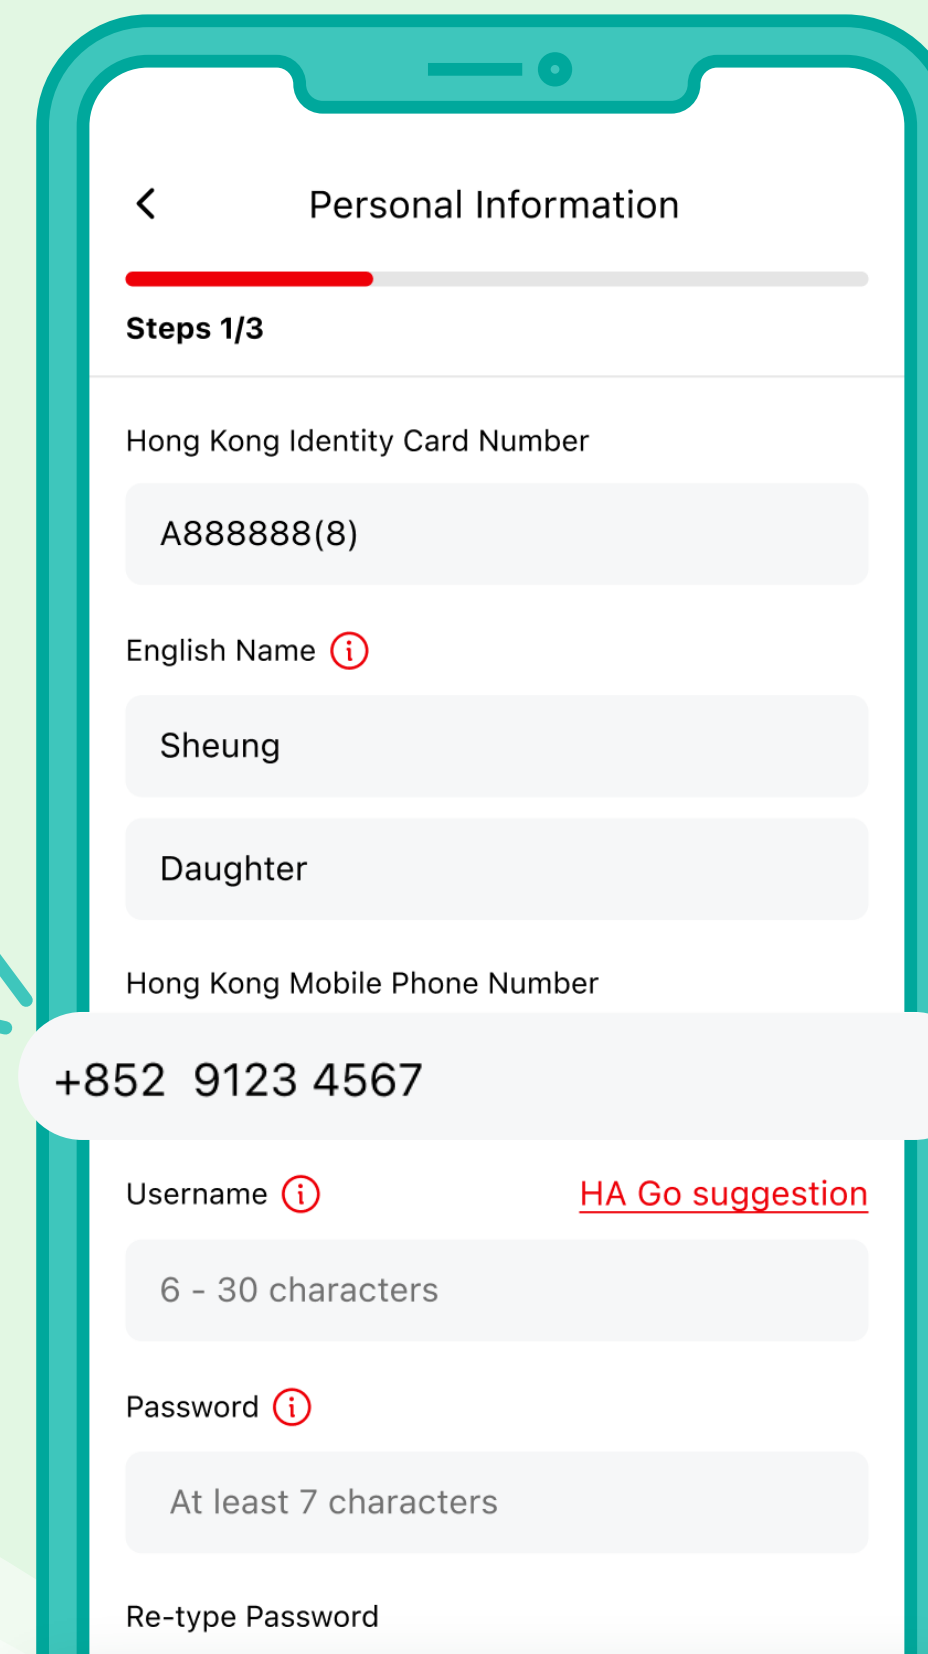 Personal Information
Steps 1/3
Hong Kong Identity Card Number
A888888(8)
English Name
Sheung
Daughter
Hong Kong Mobile Phone Number
+852 9123 4567
Username HA Go suggestion
6 - 30 characters
Password
At least 7 characters
Re-type Password